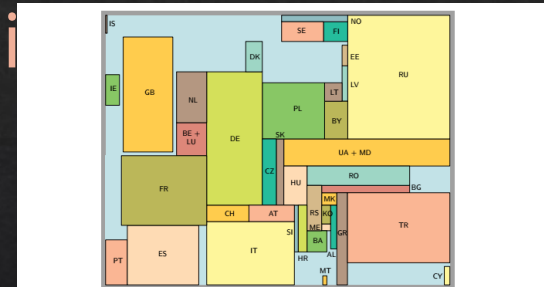 IS
NO
SE
FI
GB
DK
EE
RU
IE
NL
LV
LT
PL
DE
BY
BE +
LU
SK
UA + MD
CZ
FR
HU
RO
BG
MK
CH
AT
RS
KO
TR
ME
SI
BA
GR
IT
PT
ES
HR
AL
MT
CY